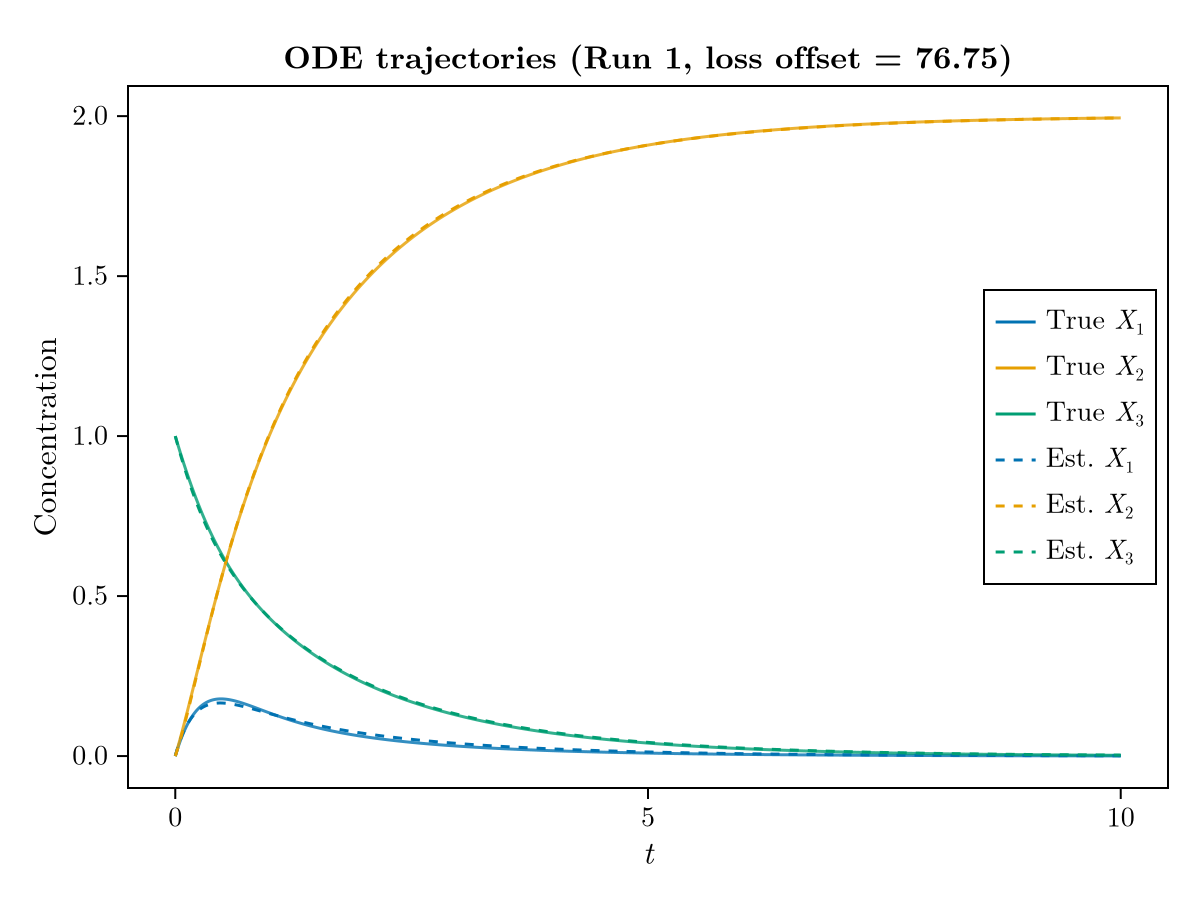 ODE trajectories (Run 1, loss offset = 76.75)
2.0
1.5
1.0
0.5
0.0
Concentration
0
5
10
t
True X₁
True X₂
True X₃
Est. X₁
Est. X₂
Est. X₃